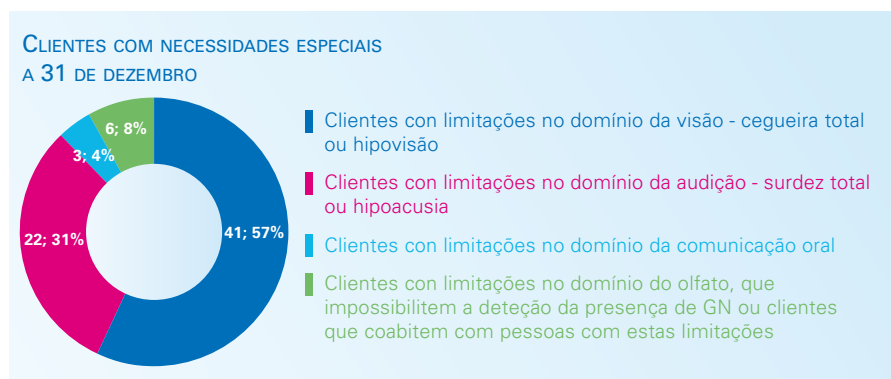 Clientes com necessidades especiais
a 31 de dezembro
6; 8%
3; 4%
22; 31%
41; 57%
Clientes con limitações no domínio da visão - cegueira total
ou hipovisão
Clientes con limitações no domínio da audição - surdez total
ou hipoacusia
Clientes con limitações no domínio da comunicação oral
Clientes con limitações no domínio do olfato, que
impossibilitem a deteção da presença de GN ou clientes
que coabitem com pessoas com estas limitações